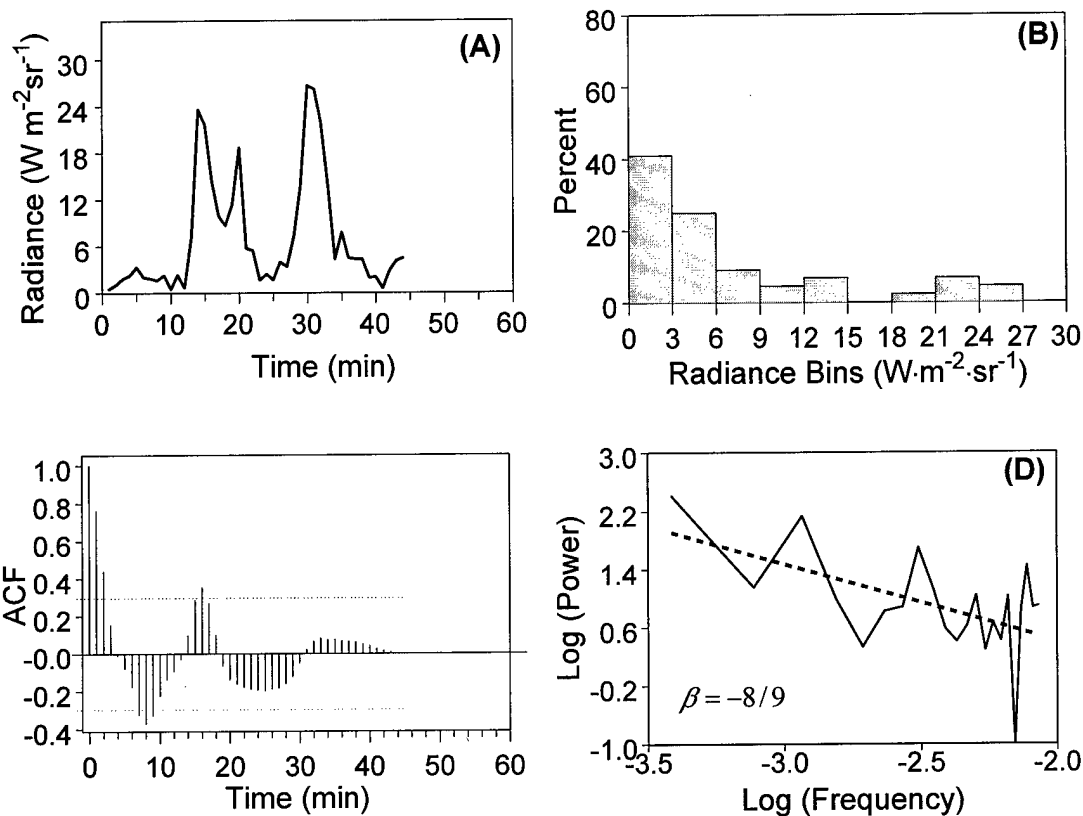 (A)
Radiance (W m-2sr-1)
30
24
18
12
6
0
0 10 20 30 40 50 60
Time (min)
(B)
Percent
80
60
40
20
0
0 3 6 9 12 15 18 21 24 27 30
Radiance Bins (W·m-2·sr-1)
ACF
1.0
0.8
0.6
0.4
0.2
-0.0
-0.2
-0.4
0 10 20 30 40 50 60
Time (min)
(D)
Log (Power)
3.0
2.2
1.4
0.6
-0.2
-1.0
β = -8/9
-3.5 -3.0 -2.5 -2.0
Log (Frequency)